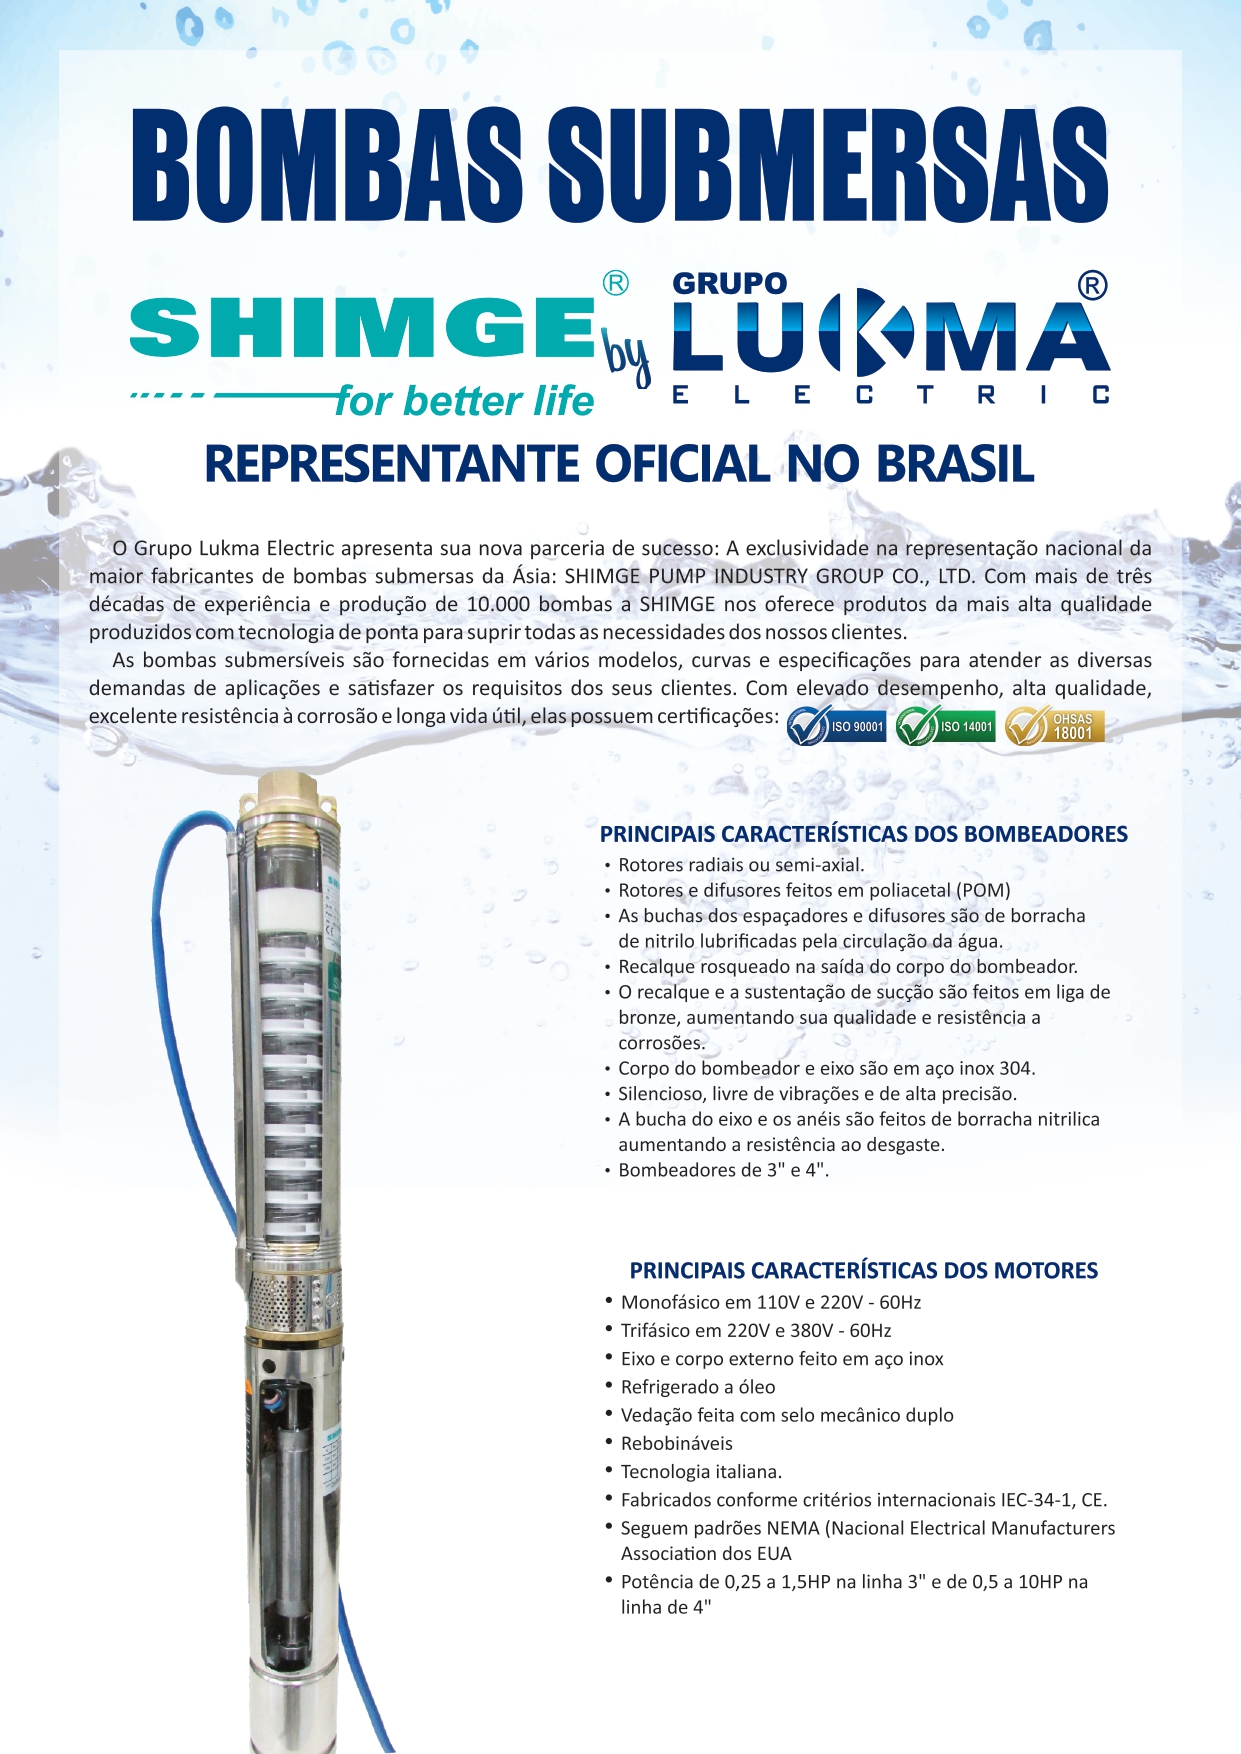 BOMBAS SUBMERSAS
SHIMGE®
for better life
by
GRUPO
LUKMA®
ELECTRIC
REPRESENTANTE OFICIAL NO BRASIL
O Grupo Lukma Electric apresenta sua nova parceria de sucesso: A exclusividade na representação nacional da
maior fabricantes de bombas submersas da Ásia: SHIMGE PUMP INDUSTRY GROUP CO., LTD. Com mais de três
décadas de experiência e produção de 10.000 bombas a SHIMGE nos oferece produtos da mais alta qualidade
produzidos com tecnologia de ponta para suprir todas as necessidades dos nossos clientes.
As bombas submersíveis são fornecidas em vários modelos, curvas e especificações para atender as diversas
demandas de aplicações e satisfazer os requisitos dos seus clientes. Com elevado desempenho, alta qualidade,
excelente resistência à corrosão e longa vida útil, elas possuem certificações:
ISO 90001
ISO 14001
OHSAS
18001
PRINCIPAIS CARACTERÍSTICAS DOS BOMBEADORES
• Rotores radiais ou semi-axial.
• Rotores e difusores feitos em poliacetal (POM)
• As buchas dos espaçadores e difusores são de borracha
de nitrilo lubrificadas pela circulação da água.
• Recalque rosqueado na saída do corpo do bombeador.
• O recalque e a sustentação de sucção são feitos em liga de
bronze, aumentando sua qualidade e resistência a
corrosões.
• Corpo do bombeador e eixo são em aço inox 304.
• Silencioso, livre de vibrações e de alta precisão.
• A bucha do eixo e os anéis são feitos de borracha nitrilica
aumentando a resistência ao desgaste.
• Bombeadores de 3" e 4".
PRINCIPAIS CARACTERÍSTICAS DOS MOTORES
• Monofásico em 110V e 220V - 60Hz
• Trifásico em 220V e 380V - 60Hz
• Eixo e corpo externo feito em aço inox
• Refrigerado a óleo
• Vedação feita com selo mecânico duplo
• Rebobináveis
• Tecnologia italiana.
• Fabricados conforme critérios internacionais IEC-34-1, CE.
• Seguem padrões NEMA (Nacional Electrical Manufacturers
Association dos EUA
• Potência de 0,25 a 1,5HP na linha 3" e de 0,5 a 10HP na
linha de 4"